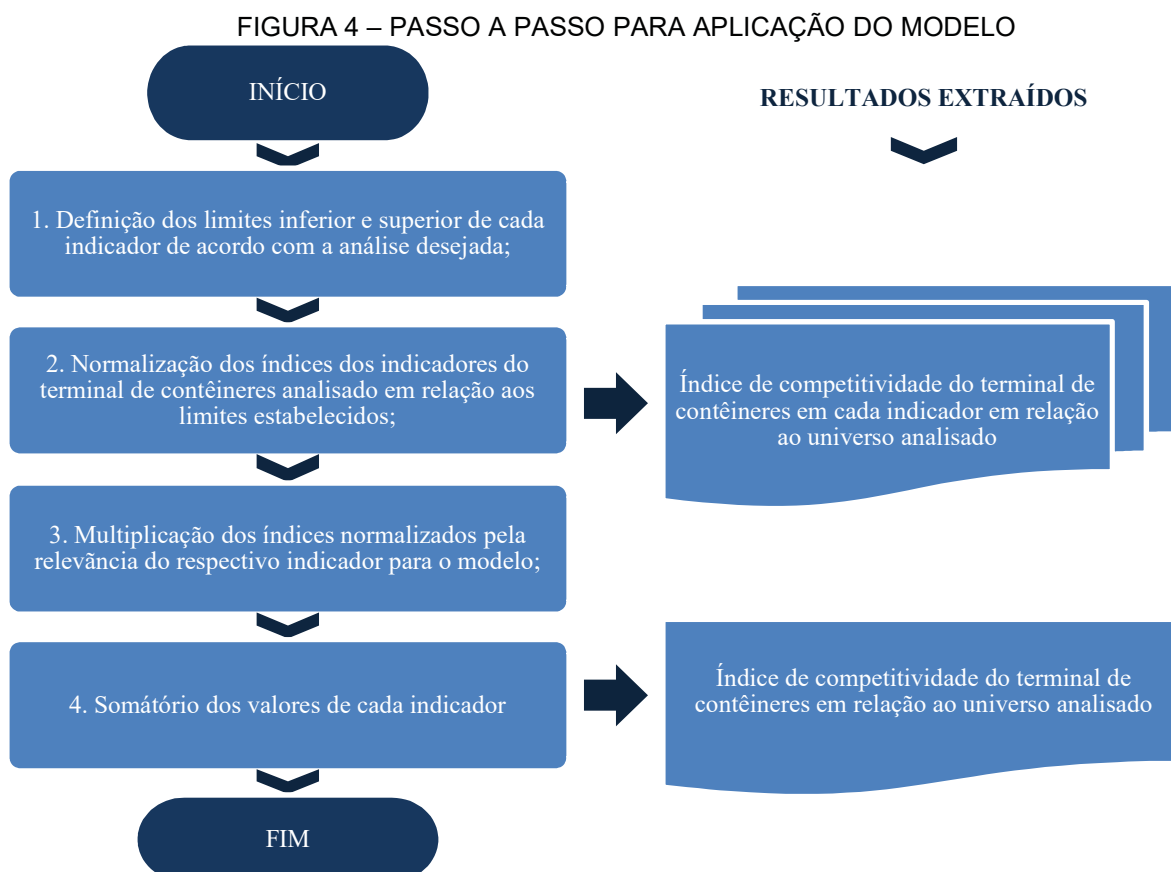 FIGURA 4 – PASSO A PASSO PARA APLICAÇÃO DO MODELO
INÍCIO
RESULTADOS EXTRAÍDOS
1. Definição dos limites inferior e superior de cada
indicador de acordo com a análise desejada;
2. Normalização dos índices dos indicadores do
terminal de contêineres analisado em relação aos
limites estabelecidos;
Índice de competitividade do terminal de
contêineres em cada indicador em relação
ao universo analisado
3. Multiplicação dos índices normalizados pela
relevância do respectivo indicador para o modelo;
4. Somátório dos valores de cada indicador
Índice de competitividade do terminal de
contêineres em relação ao universo analisado
FIM